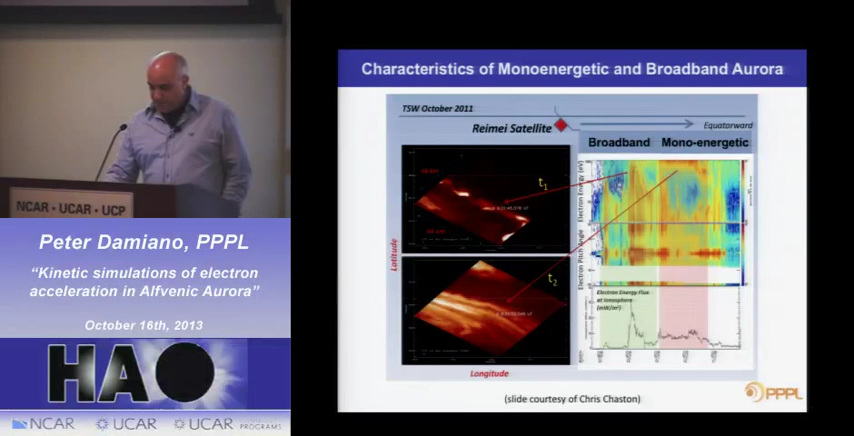 NCAR · UCAR · UCP
Peter Damiano, PPPL
“Kinetic simulations of electron
acceleration in Alfvenic Aurora”
October 16th, 2013
HAO
NCAR UCAR UCAR PROGRAMS
Characteristics of Monoenergetic and Broadband Aurora
TSW October 2011
Reimei Satellite
Equatorward
Broadband Mono-energetic
t1
t2
Latitude
Longitude
Electron Energy (eV)
Electron Pitch Angle
Electron Energy Flux
at Ionosphere
(mW/m²)
(slide courtesy of Chris Chaston)
PPPL